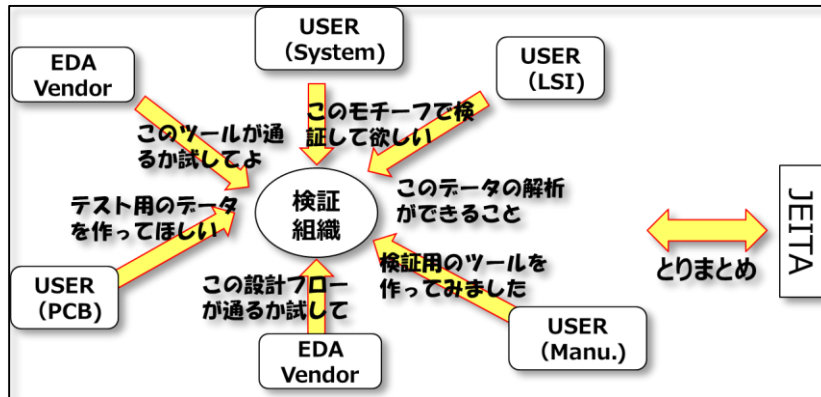 USER
（System）
EDA
Vendor
USER
（LSI）
このツールが通
るか試してよ
このモチーフで検
証して欲しい
テスト用のデータ
を作ってほしい
検証
組織
このデータの解析
ができること
JEITA
とりまとめ
USER
（PCB）
この設計フロー
が通るか試して
検証用のツールを
作ってみました
EDA
Vendor
USER
（Manu.）